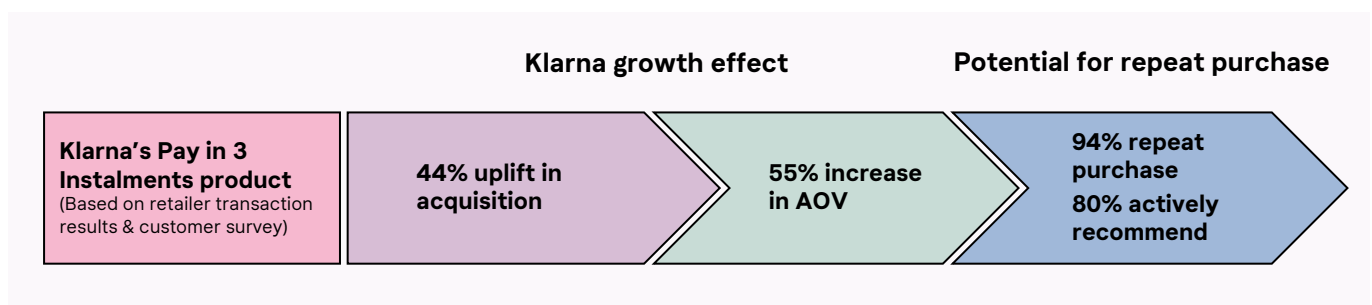 Klarna growth effect
Potential for repeat purchase
Klarna’s Pay in 3
Instalments product
(Based on retailer transaction
results & customer survey)
44% uplift in
acquisition
55% increase
in AOV
94% repeat
purchase
80% actively
recommend